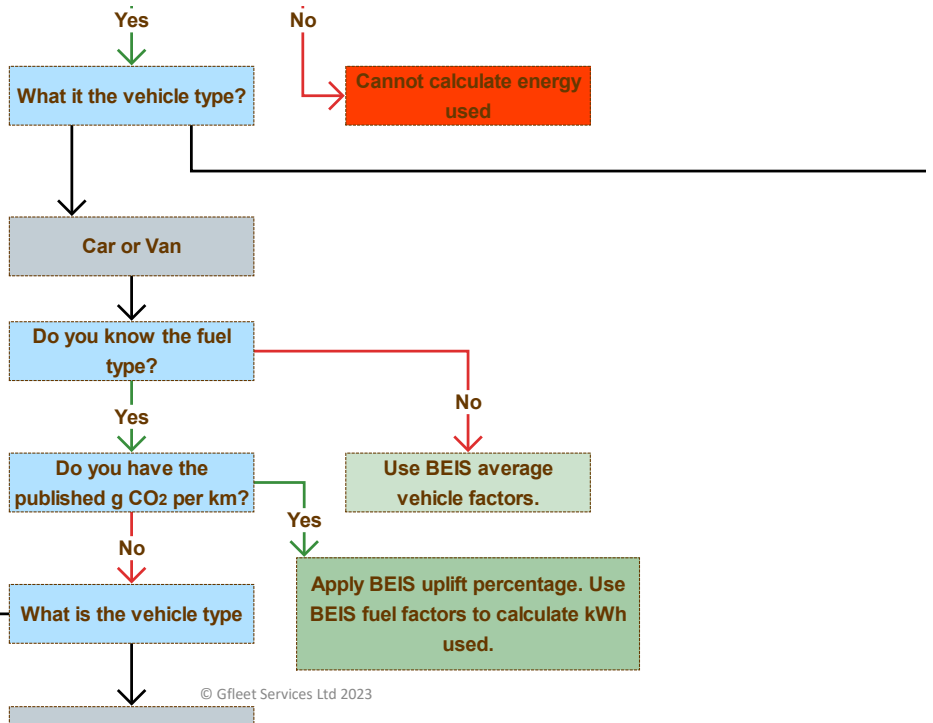 Yes
No
What it the vehicle type?
Cannot calculate energy
used
Car or Van
Do you know the fuel
type?
No
Yes
Do you have the
published g CO2 per km?
Use BEIS average
vehicle factors.
Yes
No
Apply BEIS uplift percentage. Use
BEIS fuel factors to calculate kWh
used.
What is the vehicle type
© Gfleet Services Ltd 2023